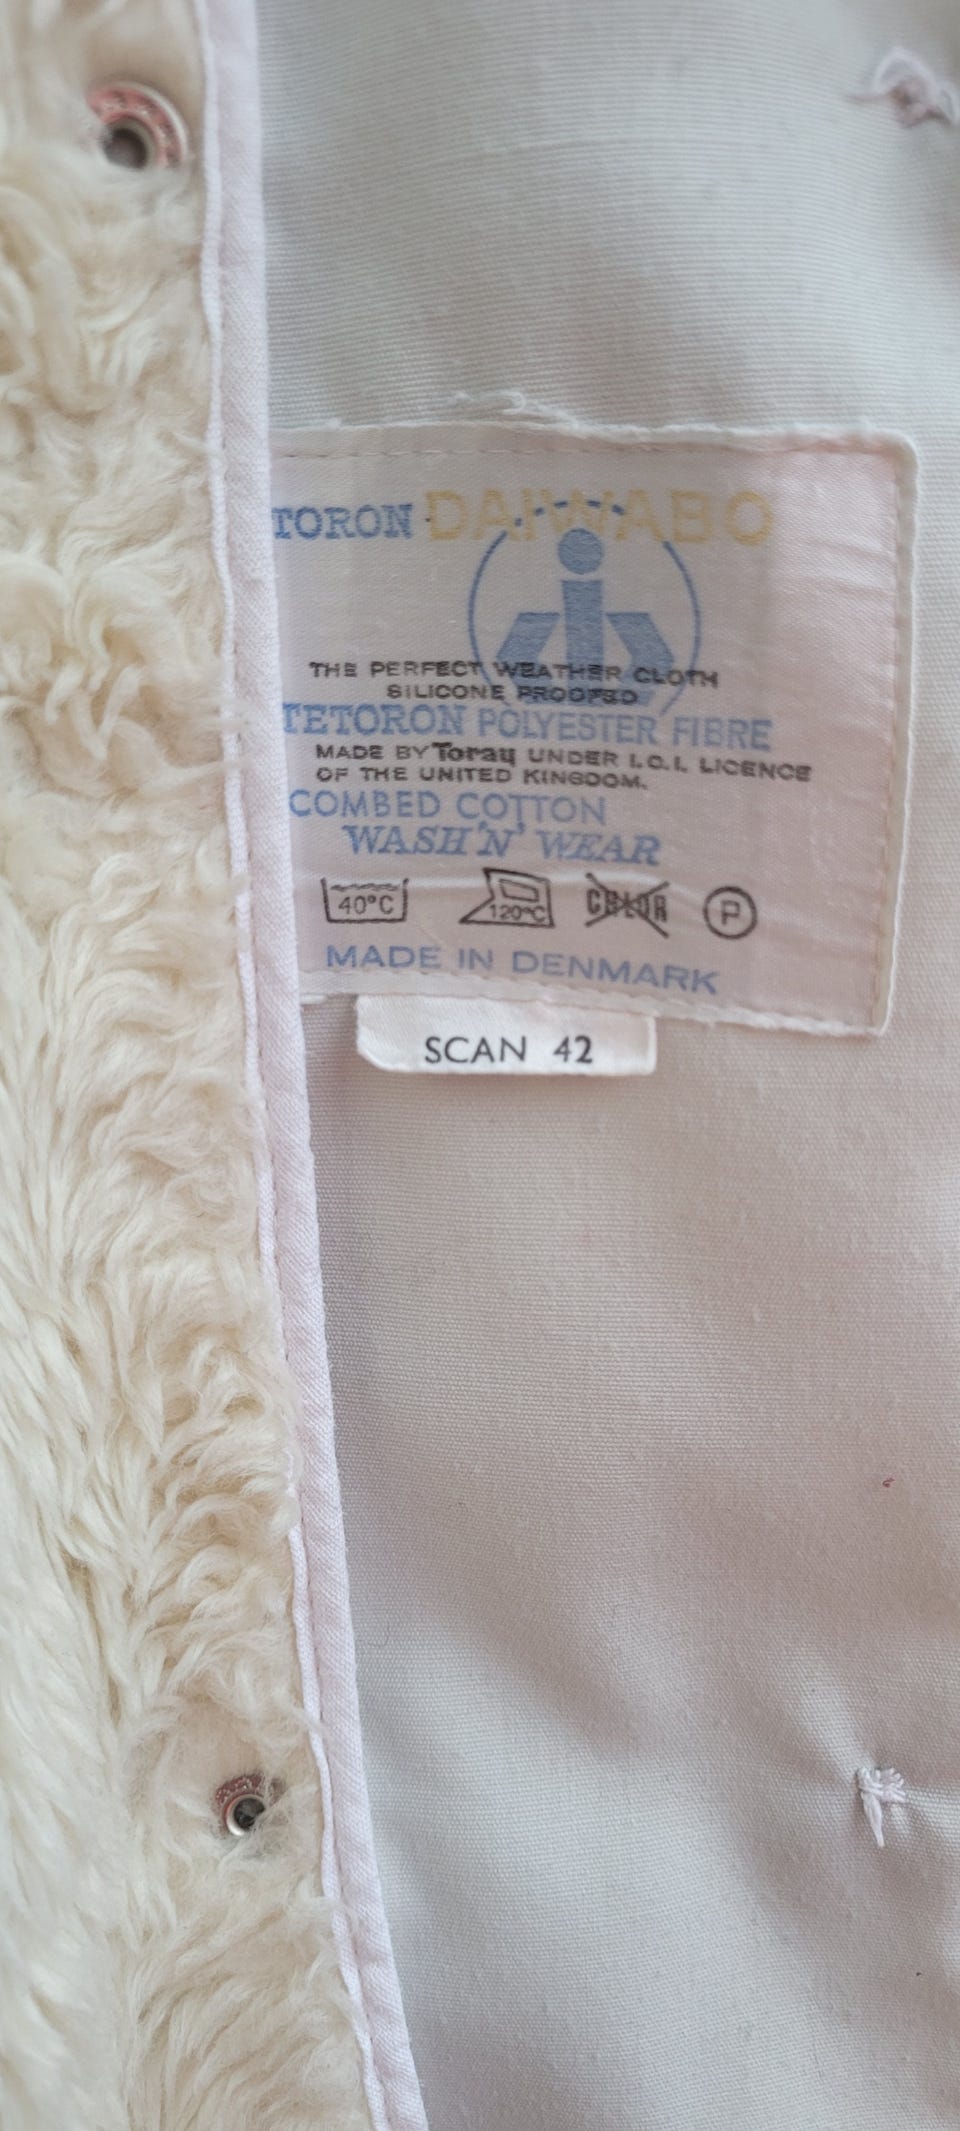 TORON DAIWABO
THE PERFECT WEATHER CLOTH
SILICONE PROOFED
TETORON POLYESTER FIBRE
MADE BY Toray UNDER I.C.I. LICENCE
OF THE UNITED KINGDOM.
COMBED COTTON
WASH 'N' WEAR
40°C 120°C CHLOR P
MADE IN DENMARK
SCAN 42